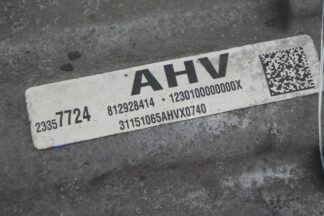 AHV
23357724 812928414 · 1230100000000X
31151065AHVX0740